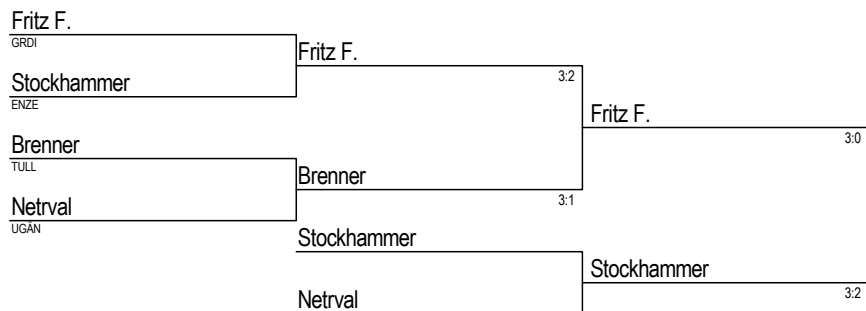 Fritz F.
GRDI
Fritz F.
3:2
Stockhammer
ENZE
Fritz F.
3:0
Brenner
TULL
Brenner
3:1
Netrval
UGÄN
Stockhammer
Stockhammer
3:2
Netrval